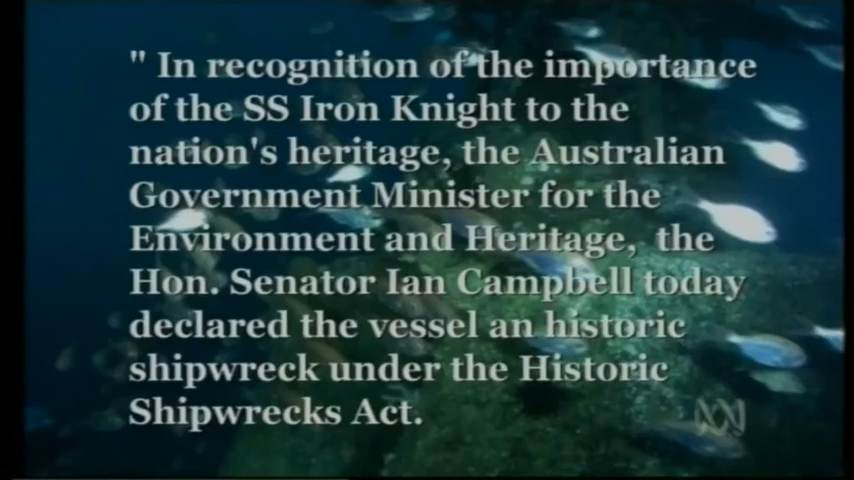 " In recognition of the importance
of the SS Iron Knight to the
nation's heritage, the Australian
Government Minister for the
Environment and Heritage,  the
Hon. Senator Ian Campbell today
declared the vessel an historic
shipwreck under the Historic
Shipwrecks Act.